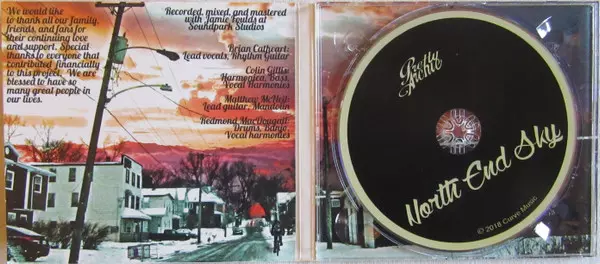 We would like
to thank all our family,
friends, and fans for
their continuing love
and support. Special
thanks to everyone that
contributed financially
to this project. We are
blessed to have so
many great people in
our lives.
Recorded, mixed, and mastered
with Jamie Foulds at
Soundpark Studios
Brian Cathcart:
Lead vocals, Rhythm Guitar
Colin Gillis:
Harmonica, Bass,
Vocal Harmonies
Matthew McNeil:
Lead guitar, Mandolin
Redmond MacDougall:
Drums, Banjo,
Vocal harmonies
Pretty
Archie
North End Sky
© 2018 Curve Music